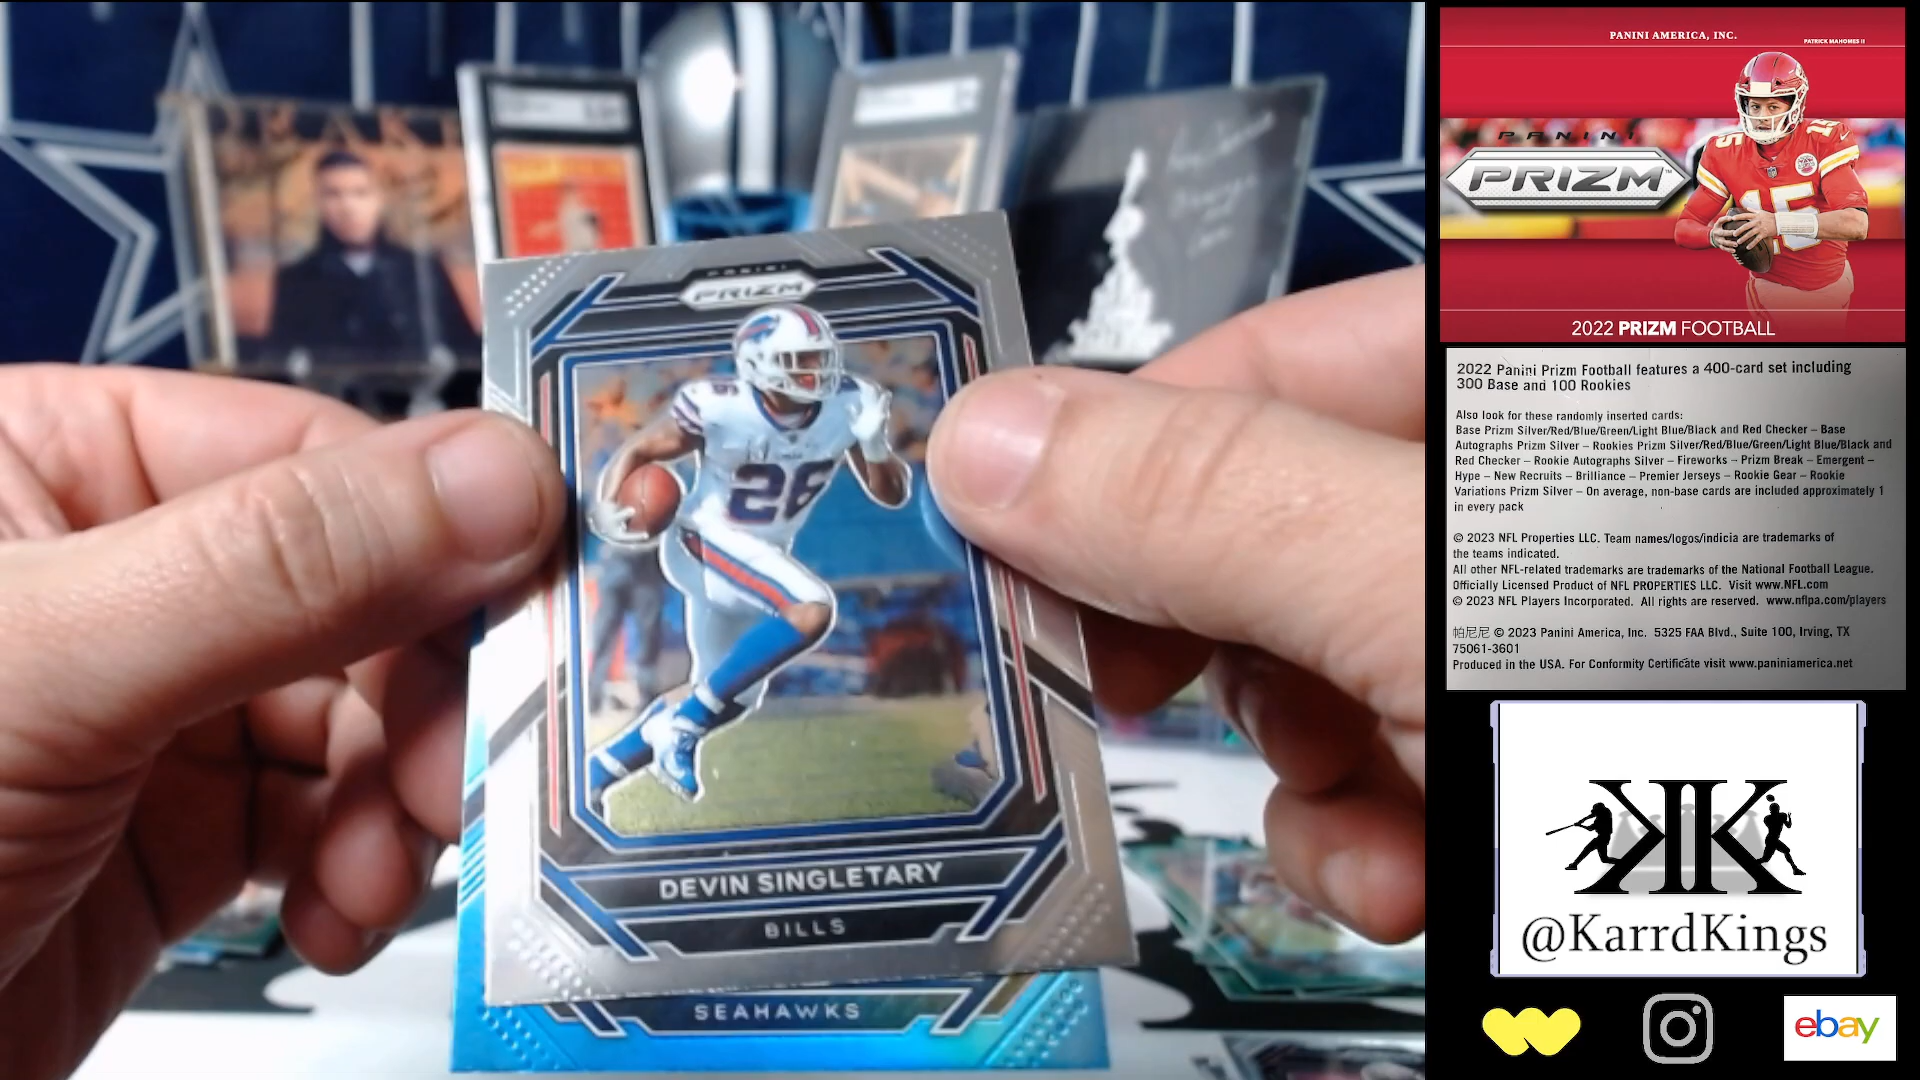 PANINI
PRIZM
26
DEVIN SINGLETARY
BILLS
SEAHAWKS
PANINI AMERICA, INC.
PATRICK MAHOMES II
PANINI
PRIZM™
15
15
2022 PRIZM FOOTBALL
2022 Panini Prizm Football features a 400-card set including
300 Base and 100 Rookies
Also look for these randomly inserted cards:
Base Prizm Silver/Red/Blue/Green/Light Blue/Black and Red Checker – Base
Autographs Prizm Silver – Rookies Prizm Silver/Red/Blue/Green/Light Blue/Black and
Red Checker – Rookie Autographs Silver – Fireworks – Prizm Break – Emergent –
Hype – New Recruits – Brilliance – Premier Jerseys – Rookie Gear – Rookie
Variations Prizm Silver – On average, non-base cards are included approximately 1
in every pack
© 2023 NFL Properties LLC. Team names/logos/indicia are trademarks of
the teams indicated.
All other NFL-related trademarks are trademarks of the National Football League.
Officially Licensed Product of NFL PROPERTIES LLC. Visit www.NFL.com
© 2023 NFL Players Incorporated. All rights are reserved. www.nflpa.com/players
帕尼尼 © 2023 Panini America, Inc. 5325 FAA Blvd., Suite 100, Irving, TX
75061-3601
Produced in the USA. For Conformity Certificate visit www.paniniamerica.net
KK
@KarrdKings
ebay